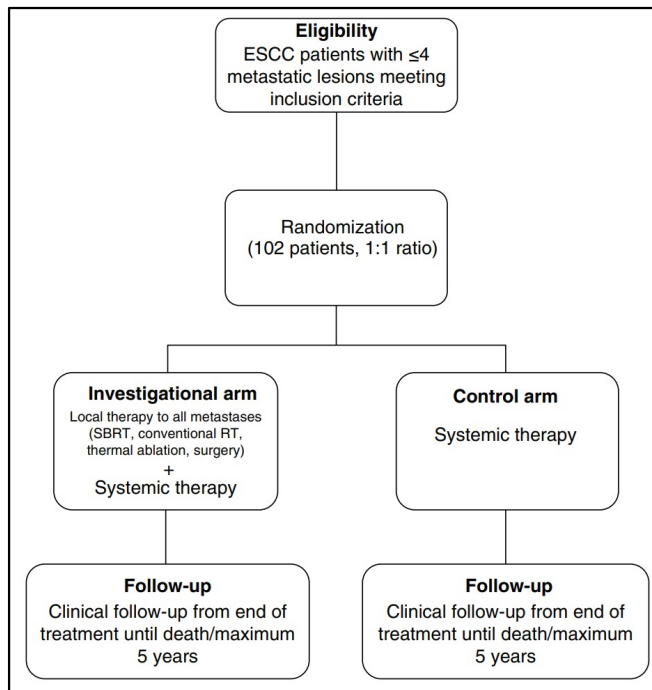 Eligibility
ESCC patients with ≤4
metastatic lesions meeting
inclusion criteria
Randomization
(102 patients, 1:1 ratio)
Investigational arm
Local therapy to all metastases
(SBRT, conventional RT,
thermal ablation, surgery)
+
Systemic therapy
Control arm
Systemic therapy
Follow-up
Clinical follow-up from end of
treatment until death/maximum
5 years
Follow-up
Clinical follow-up from end of
treatment until death/maximum
5 years